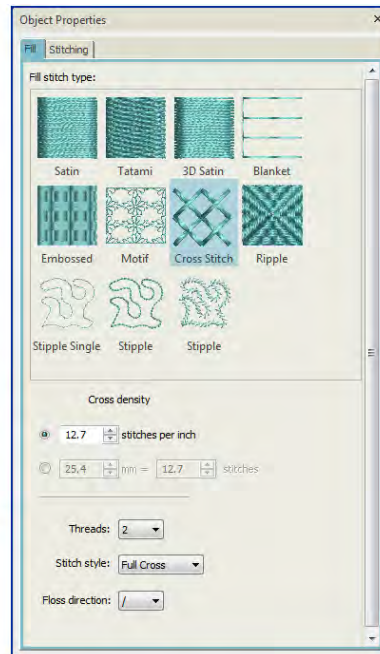 Object Properties
Fill Stitching
Fill stitch type:
Satin Tatami 3D Satin Blanket
Embossed Motif Cross Stitch Ripple
Stipple Single Stipple Stipple
Cross density
12.7 stitches per inch
25.4 mm = 12.7 stitches
Threads: 2
Stitch style: Full Cross
Floss direction: /